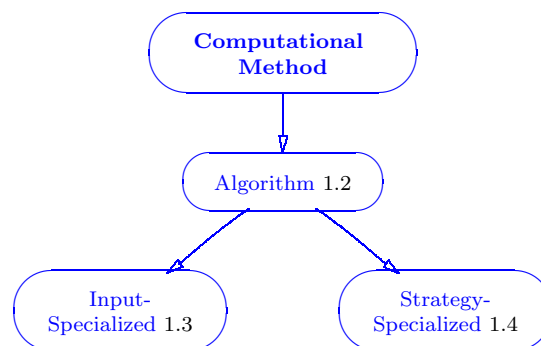 Computational
Method
Algorithm 1.2
Input-
Specialized 1.3
Strategy-
Specialized 1.4